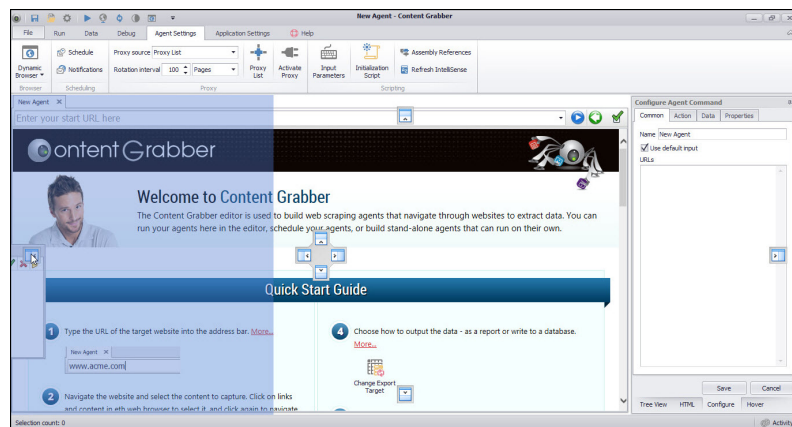 New Agent - Content Grabber
File Run Data Debug Agent Settings Application Settings Help
Schedule Proxy source Proxy List Assembly References
Dynamic Browser Notifications Rotation interval 100 Pages Proxy List Activate Proxy Input Parameters Initialization Script Refresh IntelliSense
Browser Scheduling Proxy Scripting
New Agent
Enter your start URL here
ontent Grabber
Welcome to Content Grabber
The Content Grabber editor is used to build web scraping agents that navigate through websites to extract data. You can
run your agents here in the editor, schedule your agents, or build stand-alone agents that can run on their own.
Quick Start Guide
1 Type the URL of the target website into the address bar. More...
New Agent
www.acme.com
2 Navigate the website and select the content to capture. Click on links
and content in eth web browser to select it, and click again to navigate
4 Choose how to output the data - as a report or write to a database.
More...
Change Export
Target
Configure Agent Command
Common Action Data Properties
Name New Agent
Use default input
URLs
Save Cancel
Tree View HTML Configure Hover
Selection count: 0 Activity